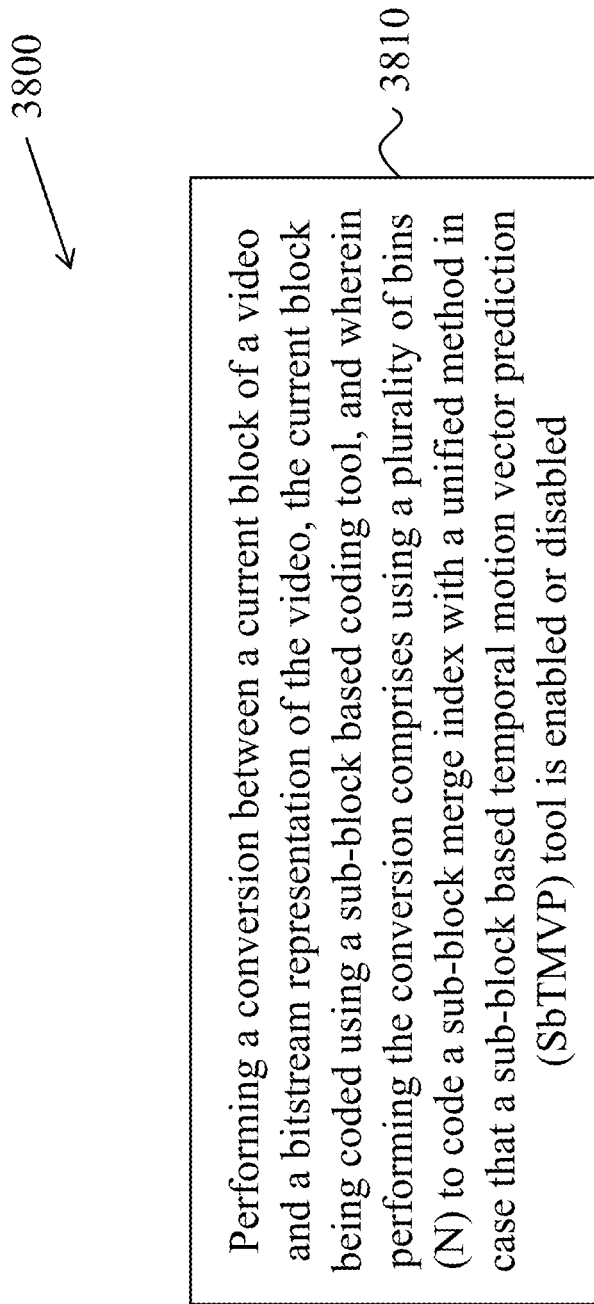 3800
Performing a conversion between a current block of a video
and a bitstream representation of the video, the current block
being coded using a sub-block based coding tool, and wherein
performing the conversion comprises using a plurality of bins
(N) to code a sub-block merge index with a unified method in
case that a sub-block based temporal motion vector prediction
(SbTMVP) tool is enabled or disabled
3810